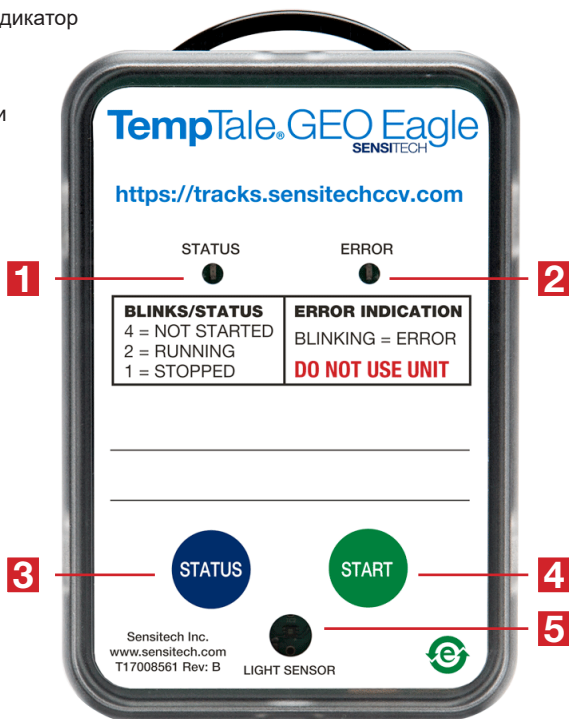 дикатор
и
TempTale® GEO Eagle
SENSITECH
https://tracks.sensitechccv.com
STATUS
ERROR
1
2
BLINKS/STATUS
4 = NOT STARTED
2 = RUNNING
1 = STOPPED
ERROR INDICATION
BLINKING = ERROR
DO NOT USE UNIT
3
STATUS
START
4
5
Sensitech Inc.
www.sensitech.com
T17008561 Rev: B
LIGHT SENSOR
e